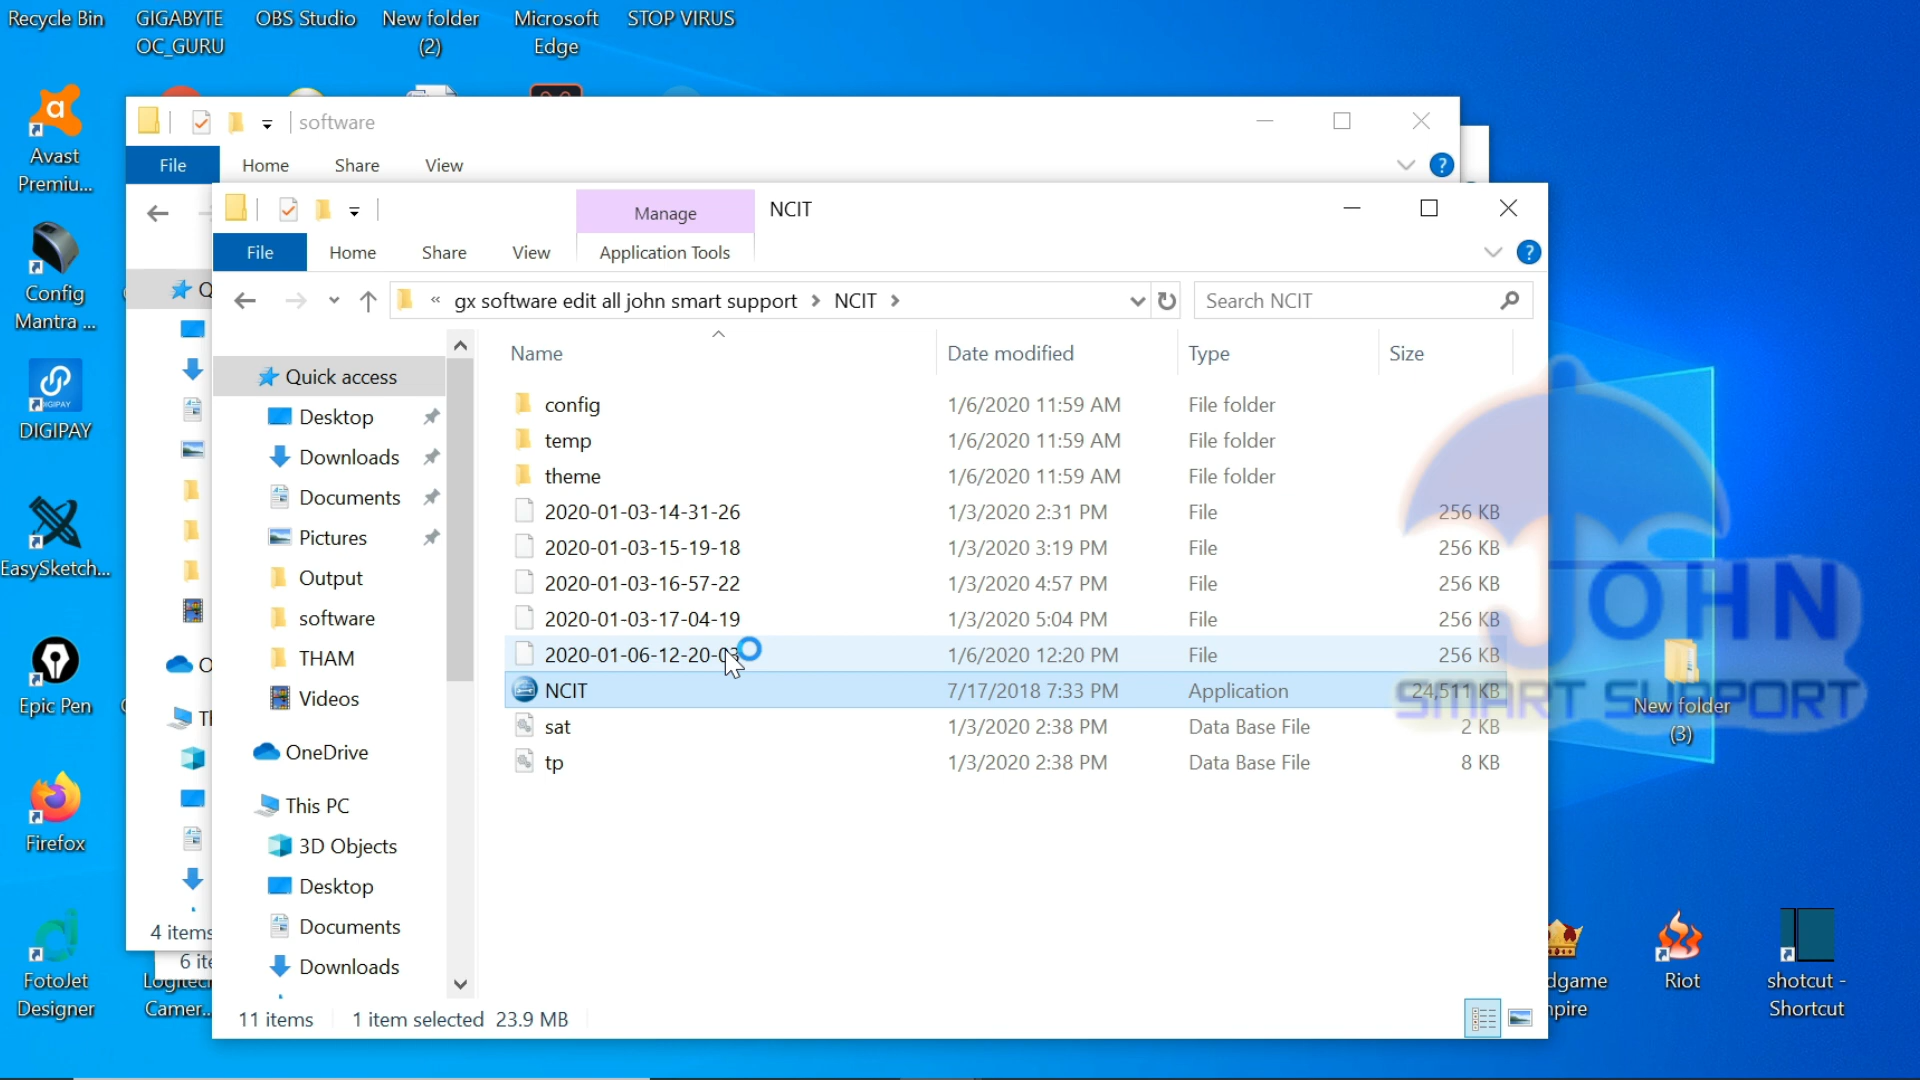 Recycle Bin
GIGABYTE
OC_GURU
OBS Studio
New folder
(2)
Microsoft
Edge
STOP VIRUS
Avast
Premiu...
Config
Mantra ...
DIGIPAY
EasySketch...
Epic Pen
Firefox
FotoJet
Designer
Logitech
Camer...
software
File
Home
Share
View
4 items
Manage
NCIT
File
Home
Share
View
Application Tools
« gx software edit all john smart support > NCIT >
Search NCIT
Name
Date modified
Type
Size
Quick access
Desktop
Downloads
Documents
Pictures
Output
software
THAM
Videos
OneDrive
This PC
3D Objects
Desktop
Documents
Downloads
config 1/6/2020 11:59 AM File folder
temp 1/6/2020 11:59 AM File folder
theme 1/6/2020 11:59 AM File folder
2020-01-03-14-31-26 1/3/2020 2:31 PM File 256 KB
2020-01-03-15-19-18 1/3/2020 3:19 PM File 256 KB
2020-01-03-16-57-22 1/3/2020 4:57 PM File 256 KB
2020-01-03-17-04-19 1/3/2020 5:04 PM File 256 KB
2020-01-06-12-20-03 1/6/2020 12:20 PM File 256 KB
NCIT 7/17/2018 7:33 PM Application 24,511 KB
sat 1/3/2020 2:38 PM Data Base File 2 KB
tp 1/3/2020 2:38 PM Data Base File 8 KB
11 items
1 item selected 23.9 MB
JOHN
SMART SUPPORT
New folder
(3)
Riot
shotcut -
Shortcut